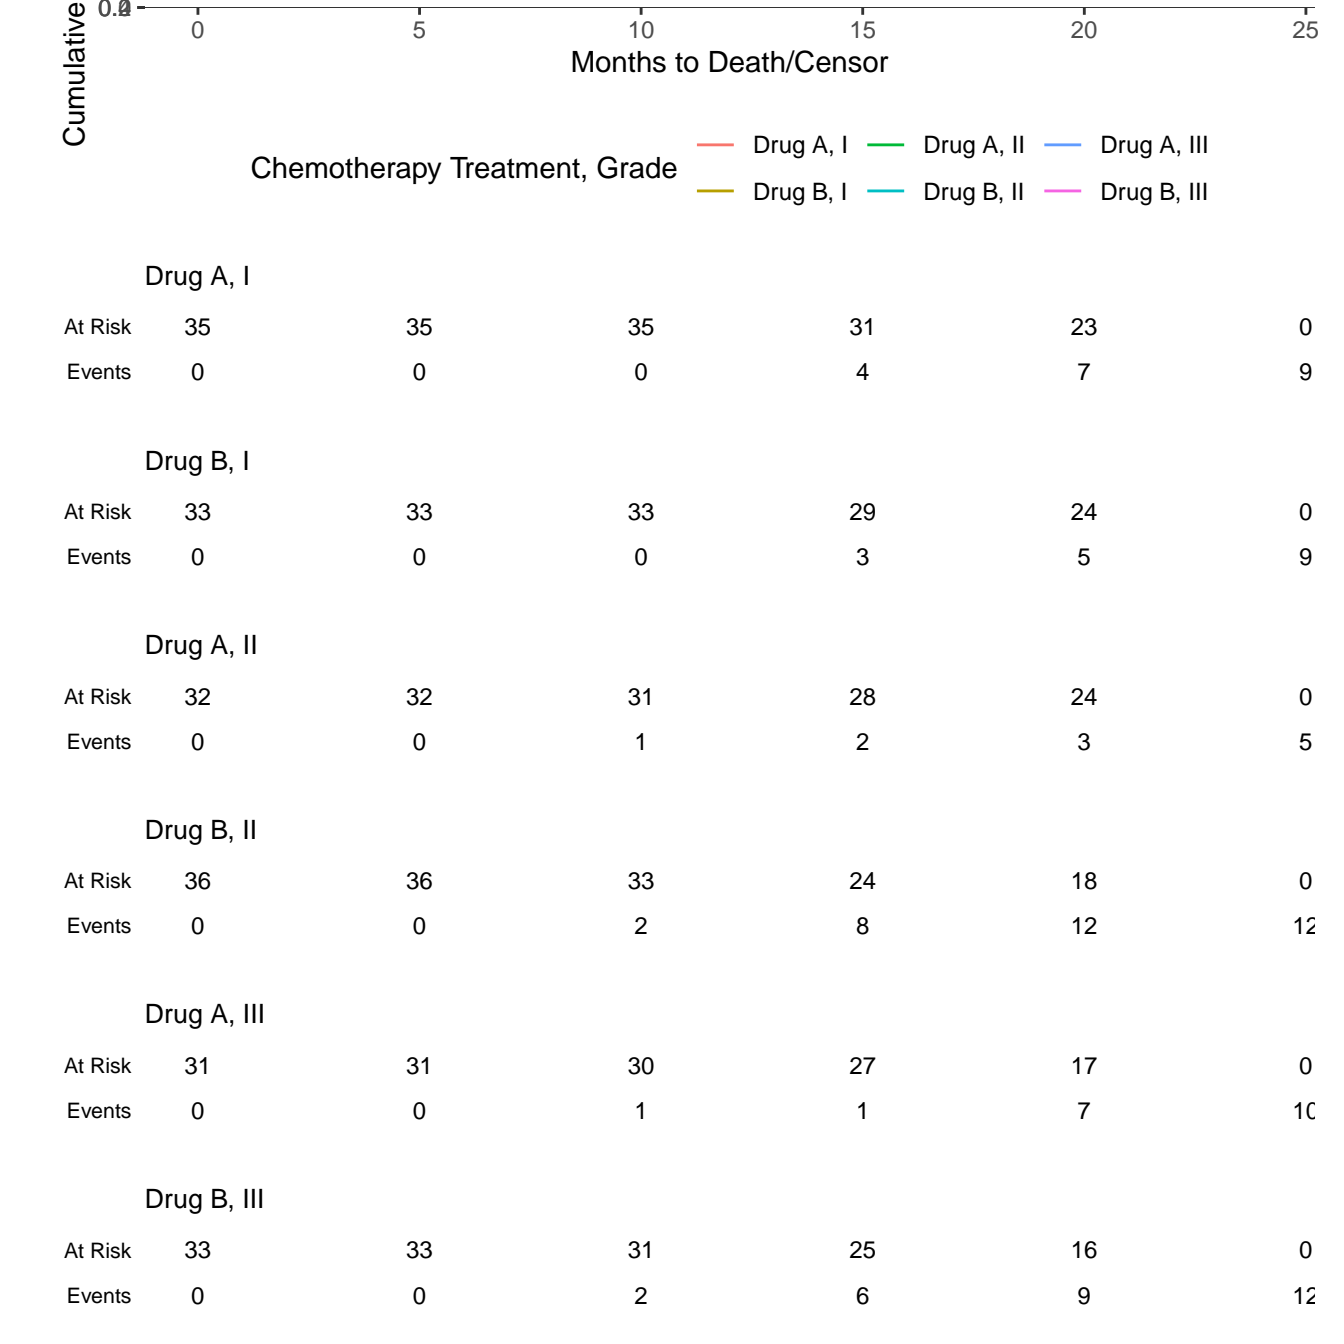 Cumulative
0 5 10 15 20 25
Months to Death/Censor
Chemotherapy Treatment, Grade
Drug A, I Drug A, II Drug A, III
Drug B, I Drug B, II Drug B, III
Drug A, I
At Risk 35 35 35 31 23 0
Events 0 0 0 4 7 9
Drug B, I
At Risk 33 33 33 29 24 0
Events 0 0 0 3 5 9
Drug A, II
At Risk 32 32 31 28 24 0
Events 0 0 1 2 3 5
Drug B, II
At Risk 36 36 33 24 18 0
Events 0 0 2 8 12 12
Drug A, III
At Risk 31 31 30 27 17 0
Events 0 0 1 1 7 10
Drug B, III
At Risk 33 33 31 25 16 0
Events 0 0 2 6 9 12